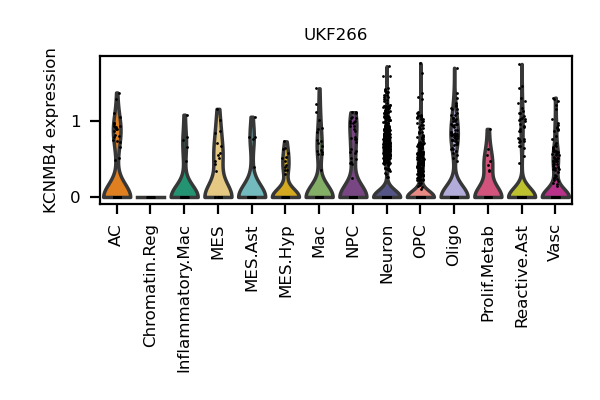 UKF266
KCNMB4 expression
1
0
AC
Chromatin.Reg
Inflammatory.Mac
MES
MES.Ast
MES.Hyp
Mac
NPC
Neuron
OPC
Oligo
Prolif.Metab
Reactive.Ast
Vasc